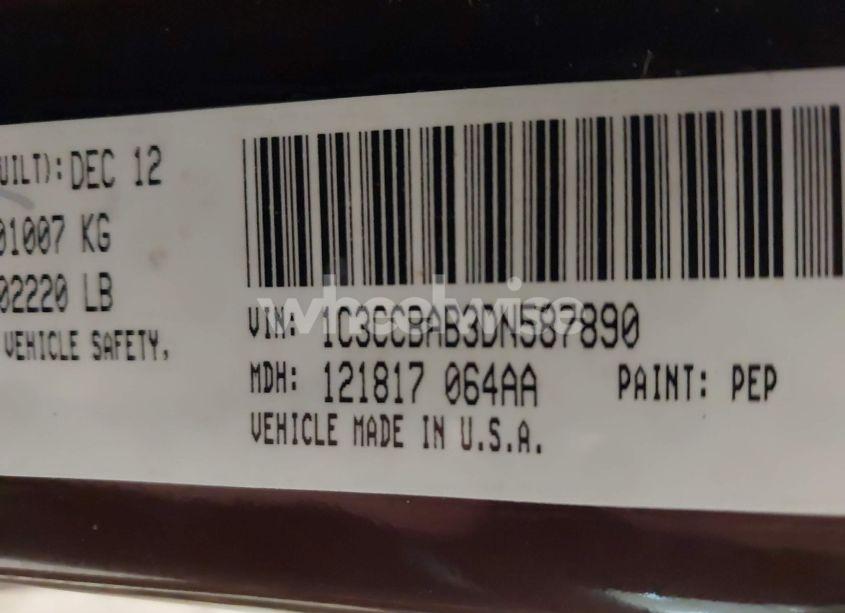 UILT): DEC 12
01007 KG
02220 LB
VEHICLE SAFETY,
wheelwise
VIN: 1C3CCBAB3DN587890
MDH: 121817 064AA PAINT: PEP
VEHICLE MADE IN U.S.A.